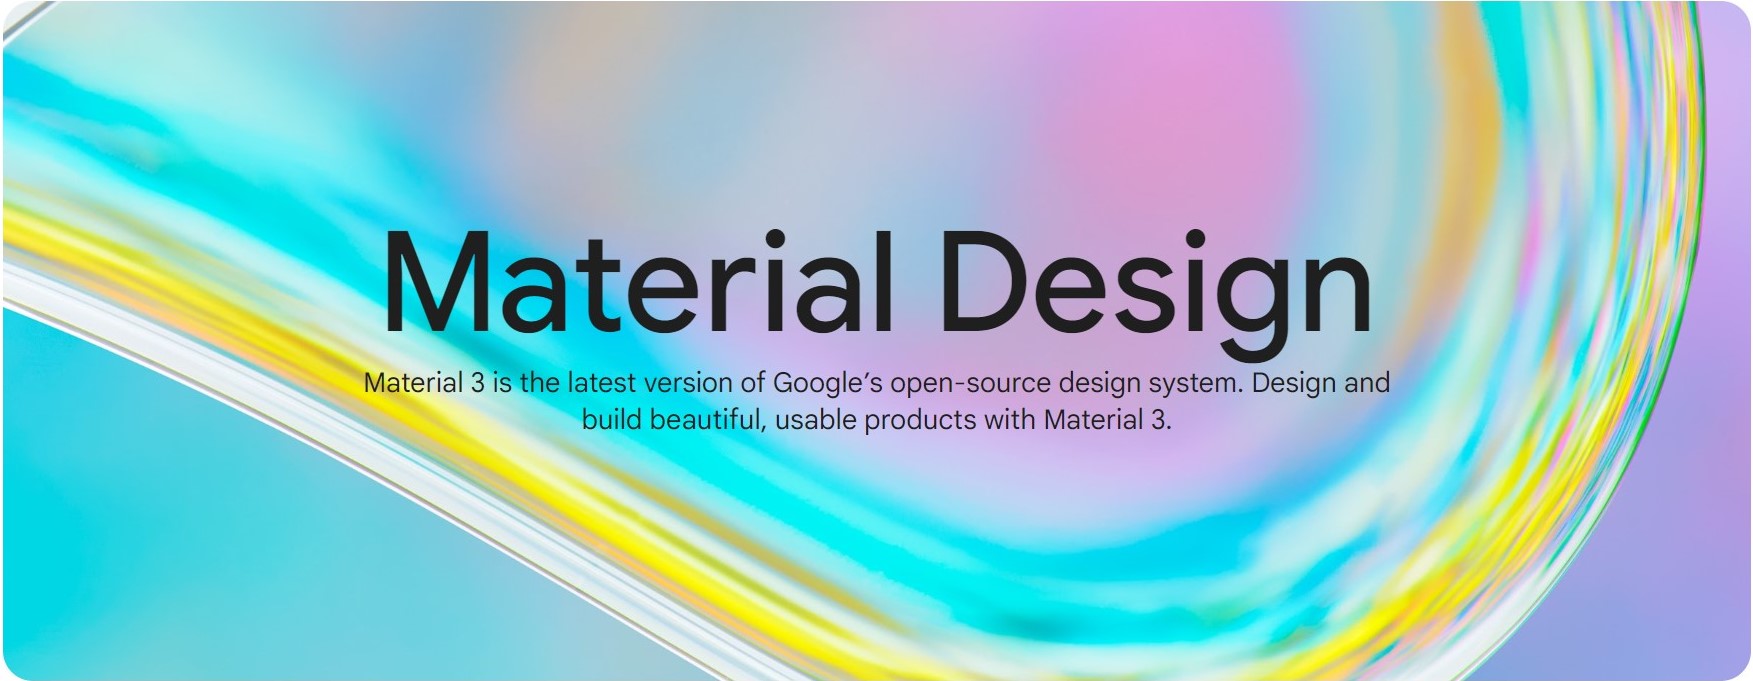 Material Design
Material 3 is the latest version of Google’s open-source design system. Design and
build beautiful, usable products with Material 3.